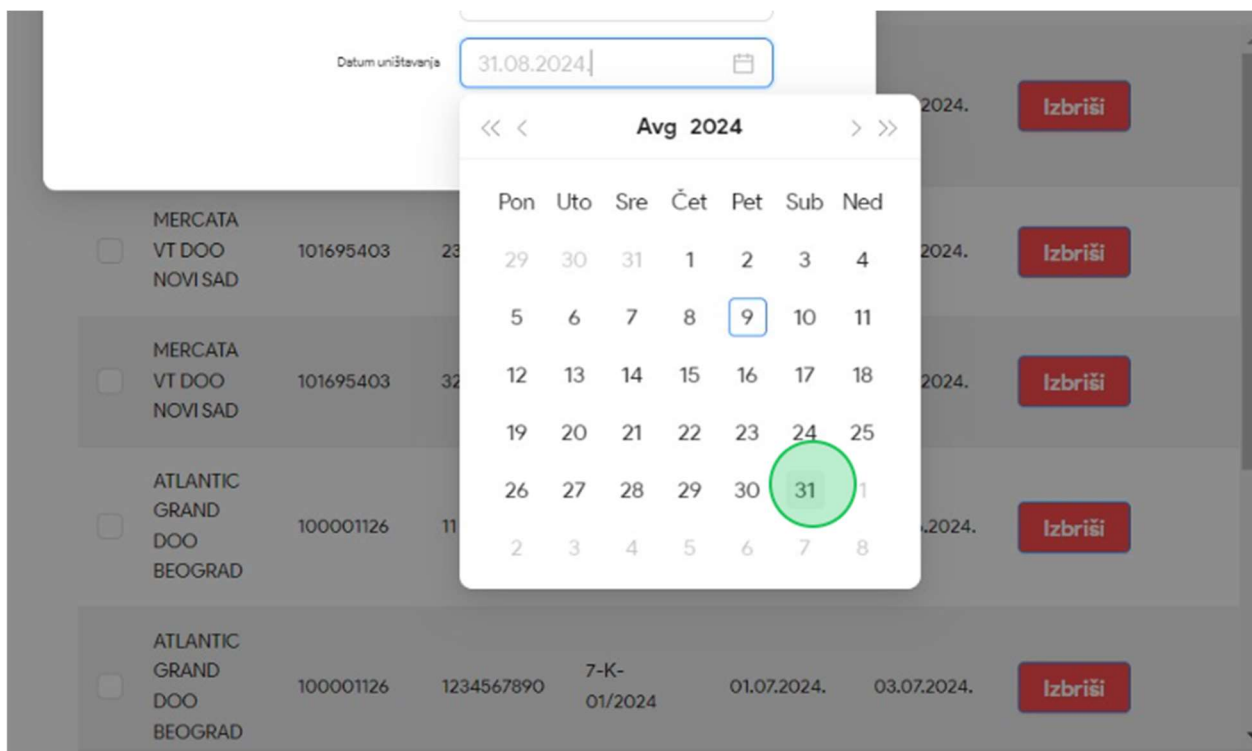 Datum uništavanja 31.08.2024.
Avg 2024
Pon Uto Sre Čet Pet Sub Ned
29 30 31 1 2 3 4
5 6 7 8 9 10 11
12 13 14 15 16 17 18
19 20 21 22 23 24 25
26 27 28 29 30 31 1
2 3 4 5 6 7 8
2024. Izbriši
MERCATA
VT DOO
NOVI SAD
101695403 23 2024. Izbriši
MERCATA
VT DOO
NOVI SAD
101695403 32 2024. Izbriši
ATLANTIC
GRAND
DOO
BEOGRAD
100001126 11 .2024. Izbriši
ATLANTIC
GRAND
DOO
BEOGRAD
100001126 1234567890
7-K-
01/2024
01.07.2024. 03.07.2024. Izbriši